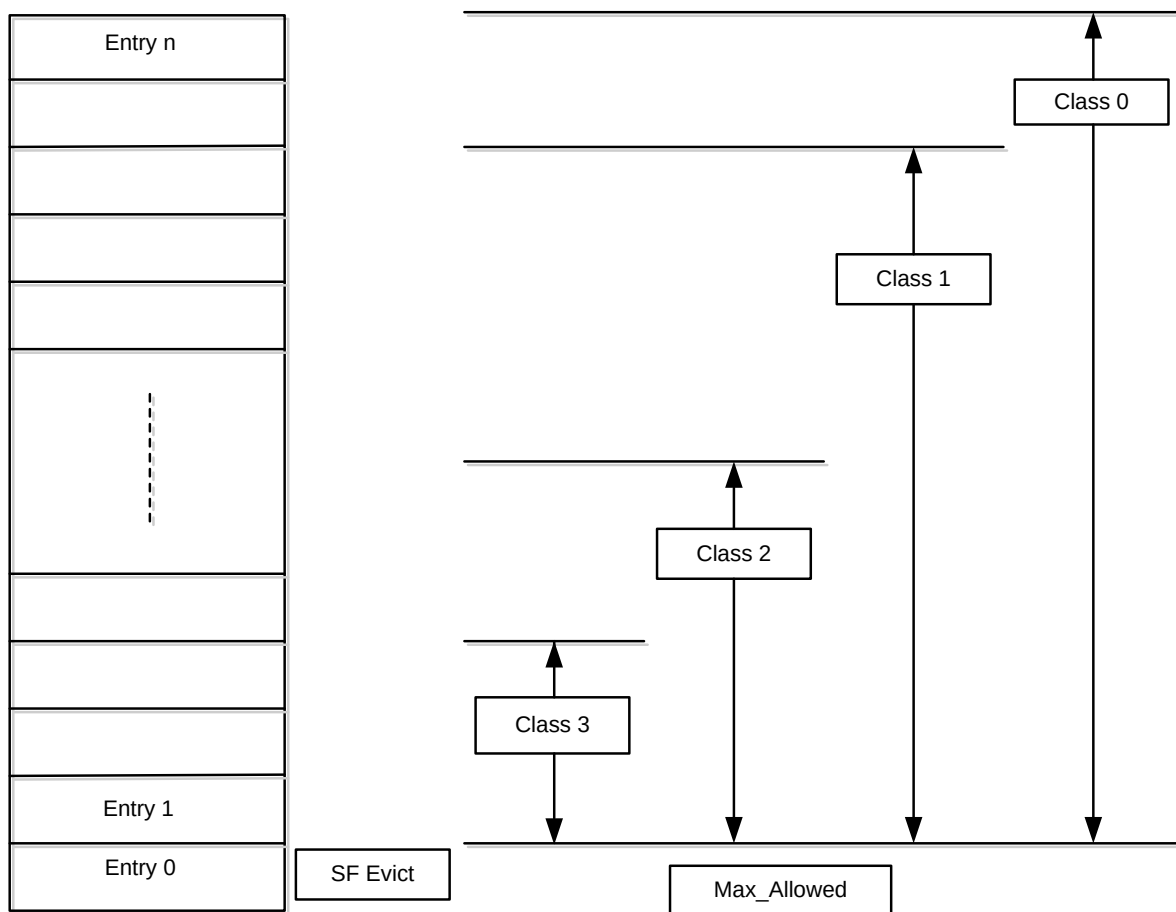 Entry n
Class 0
Class 1
Class 2
Class 3
Entry 1
Entry 0
SF Evict
Max_Allowed